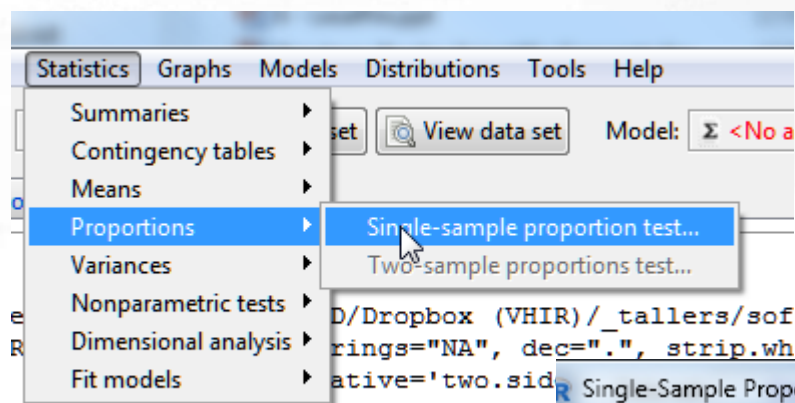 Statistics Graphs Models Distributions Tools Help
Summaries
set View data set Model: Σ <No a
Contingency tables
Means
Proportions
Single-sample proportion test...
Variances
Two-sample proportions test...
Nonparametric tests
D/Dropbox (VHIR)/_tallers/sof
Dimensional analysis
rings="NA", dec=".", strip.wh
Fit models
ative='two.sid
R Single-Sample Prop